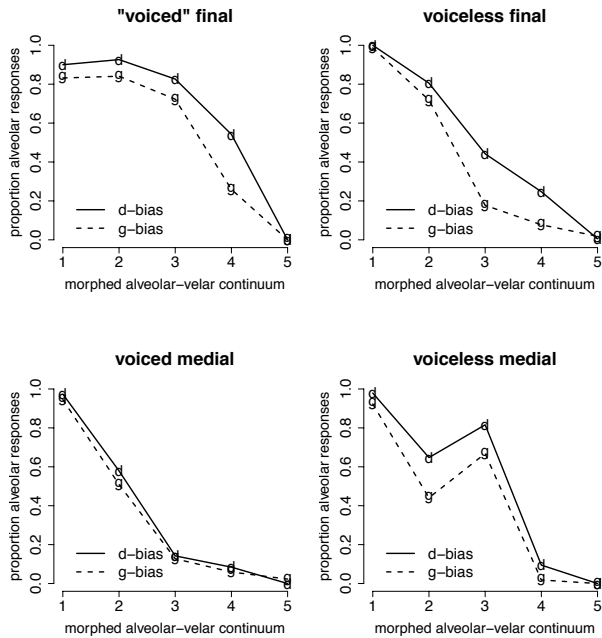 "voiced" final
proportion alveolar responses
1.0
0.8
0.6
0.4
0.2
0.0
d d d d d
g g g g g
d−bias
g−bias
1 2 3 4 5
morphed alveolar−velar continuum
voiceless final
proportion alveolar responses
1.0
0.8
0.6
0.4
0.2
0.0
d d d d d
g g g g g
d−bias
g−bias
1 2 3 4 5
morphed alveolar−velar continuum
voiced medial
proportion alveolar responses
1.0
0.8
0.6
0.4
0.2
0.0
d d d d d
g g g g g
d−bias
g−bias
1 2 3 4 5
morphed alveolar−velar continuum
voiceless medial
proportion alveolar responses
1.0
0.8
0.6
0.4
0.2
0.0
d d d d d
g g g g g
d−bias
g−bias
1 2 3 4 5
morphed alveolar−velar continuum